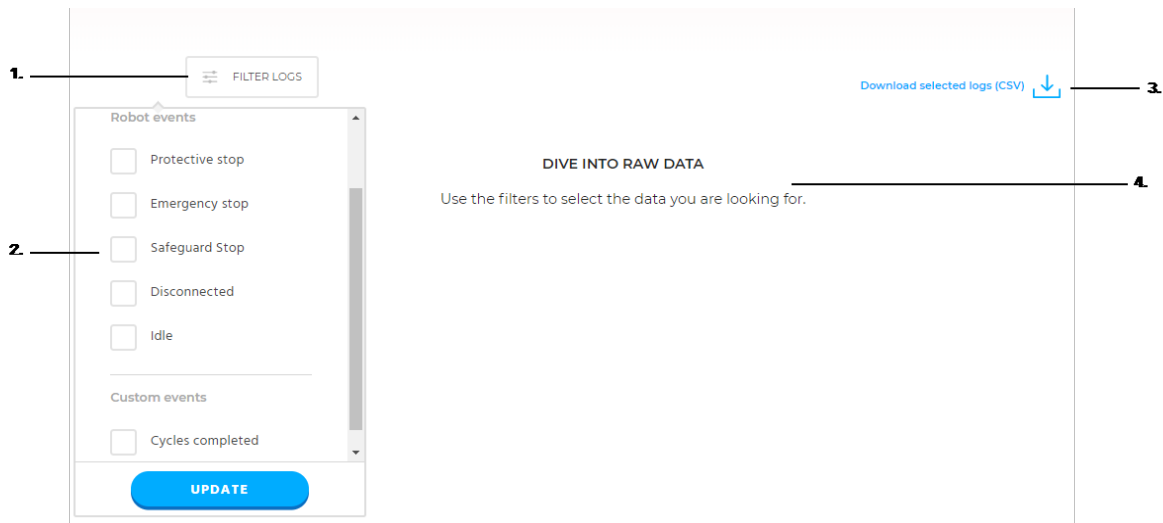 1.
FILTER LOGS
Download selected logs (CSV)
3.
Robot events
Protective stop
Emergency stop
2.
Safeguard Stop
Disconnected
Idle
Custom events
Cycles completed
UPDATE
DIVE INTO RAW DATA
4.
Use the filters to select the data you are looking for.